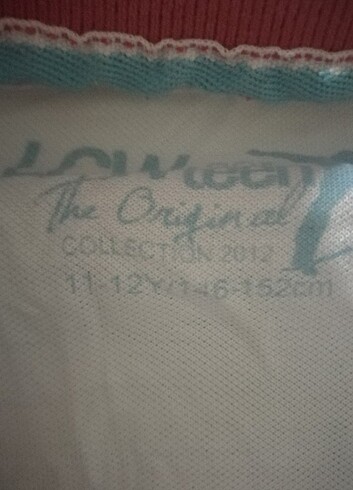 The Original
COLLECTION 2012
11-12Y/146-152cm